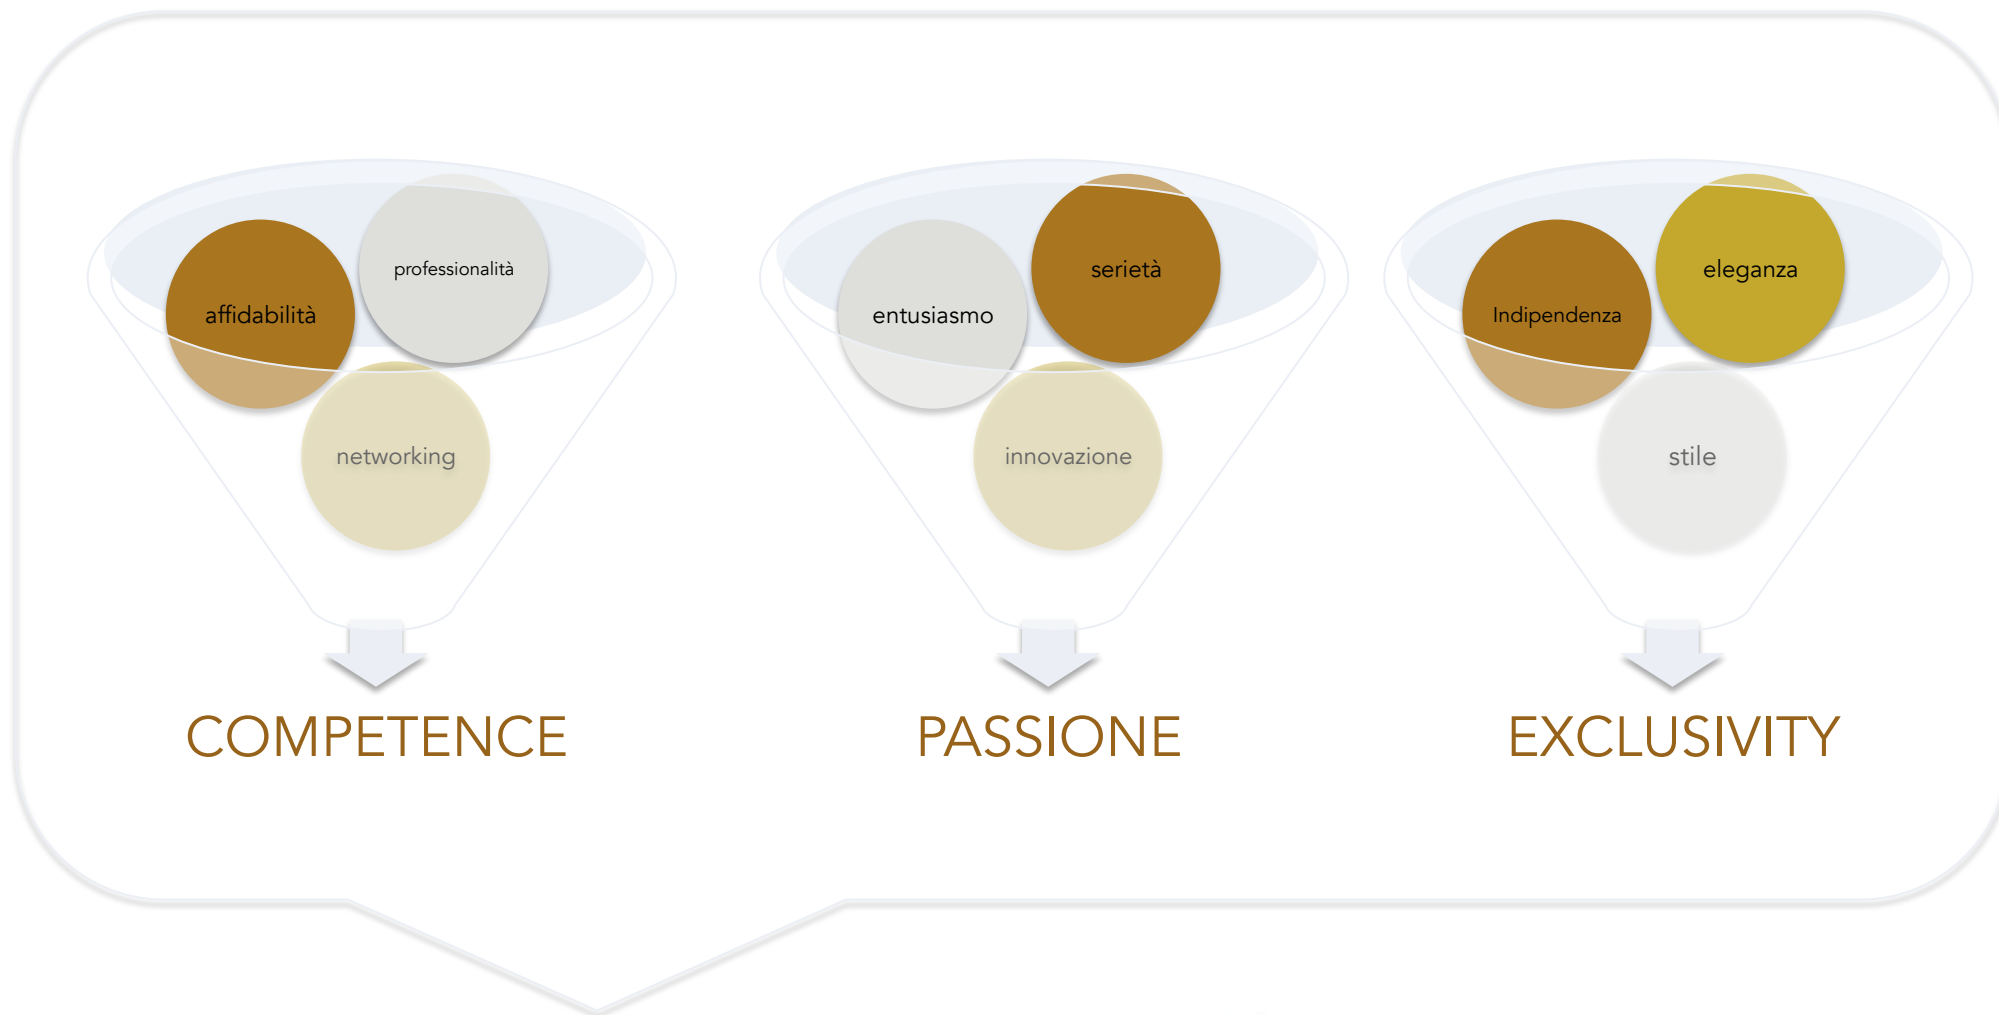 professionalità
affidabilità
networking
COMPETENCE
serietà
entusiasmo
innovazione
PASSIONE
eleganza
Indipendenza
stile
EXCLUSIVITY